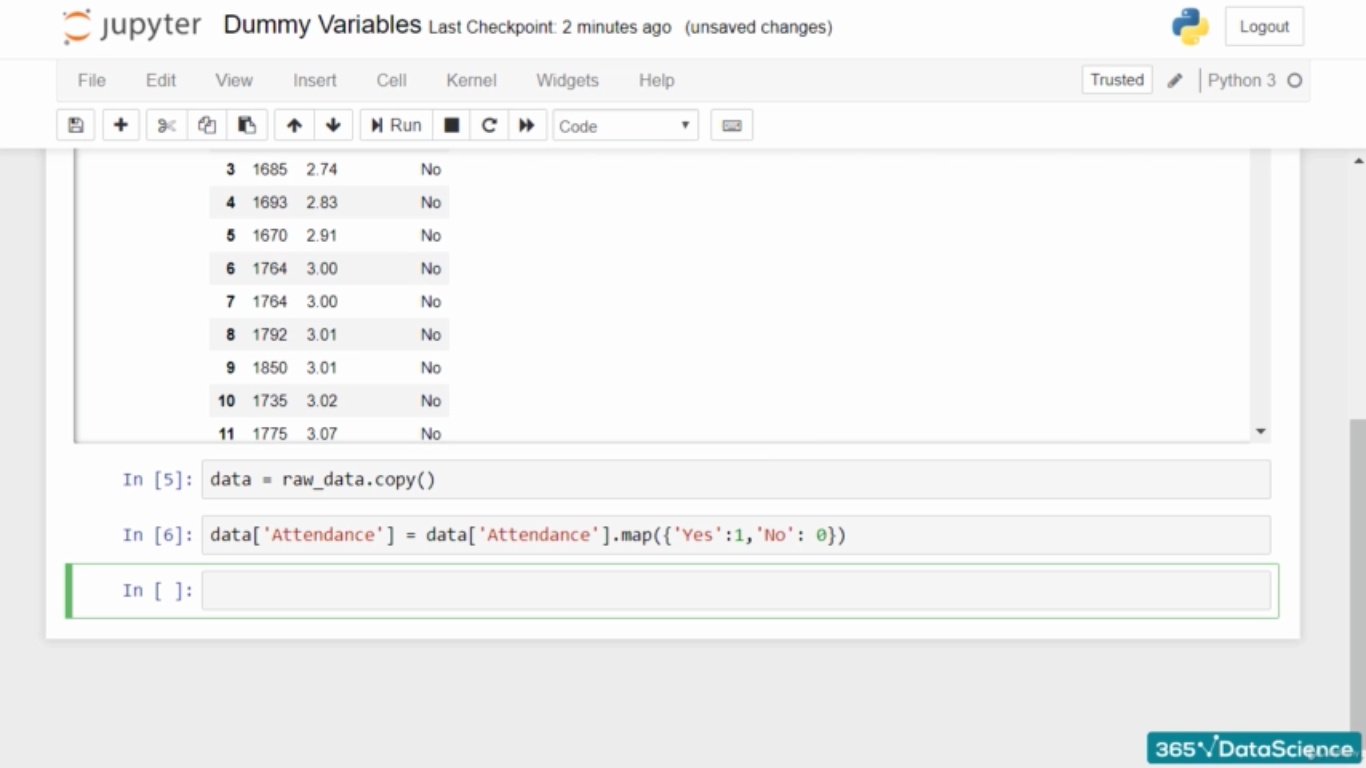 jupyter Dummy Variables Last Checkpoint: 2 minutes ago (unsaved changes) Logout
File Edit View Insert Cell Kernel Widgets Help Trusted Python 3
Run Code
3 1685 2.74 No
4 1693 2.83 No
5 1670 2.91 No
6 1764 3.00 No
7 1764 3.00 No
8 1792 3.01 No
9 1850 3.01 No
10 1735 3.02 No
11 1775 3.07 No
In [5]: data = raw_data.copy()
In [6]: data['Attendance'] = data['Attendance'].map({'Yes':1,'No': 0})
In [ ]:
365 DataScience